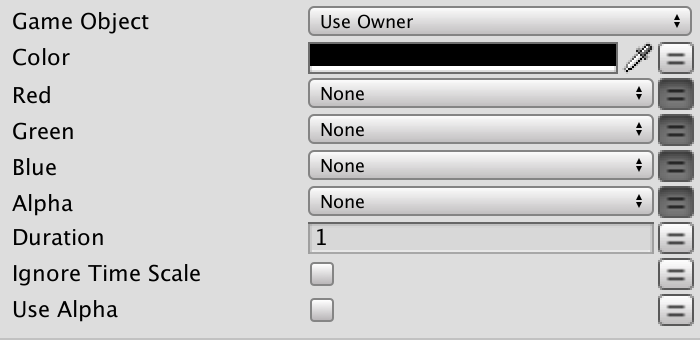 Game Object Use Owner
Color
Red None
Green None
Blue None
Alpha None
Duration 1
Ignore Time Scale
Use Alpha